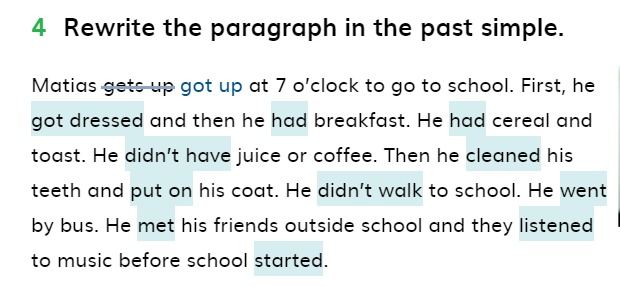 4 Rewrite the paragraph in the past simple.
Matias gets up got up at 7 o’clock to go to school. First, he
got dressed and then he had breakfast. He had cereal and
toast. He didn’t have juice or coffee. Then he cleaned his
teeth and put on his coat. He didn’t walk to school. He went
by bus. He met his friends outside school and they listened
to music before school started.